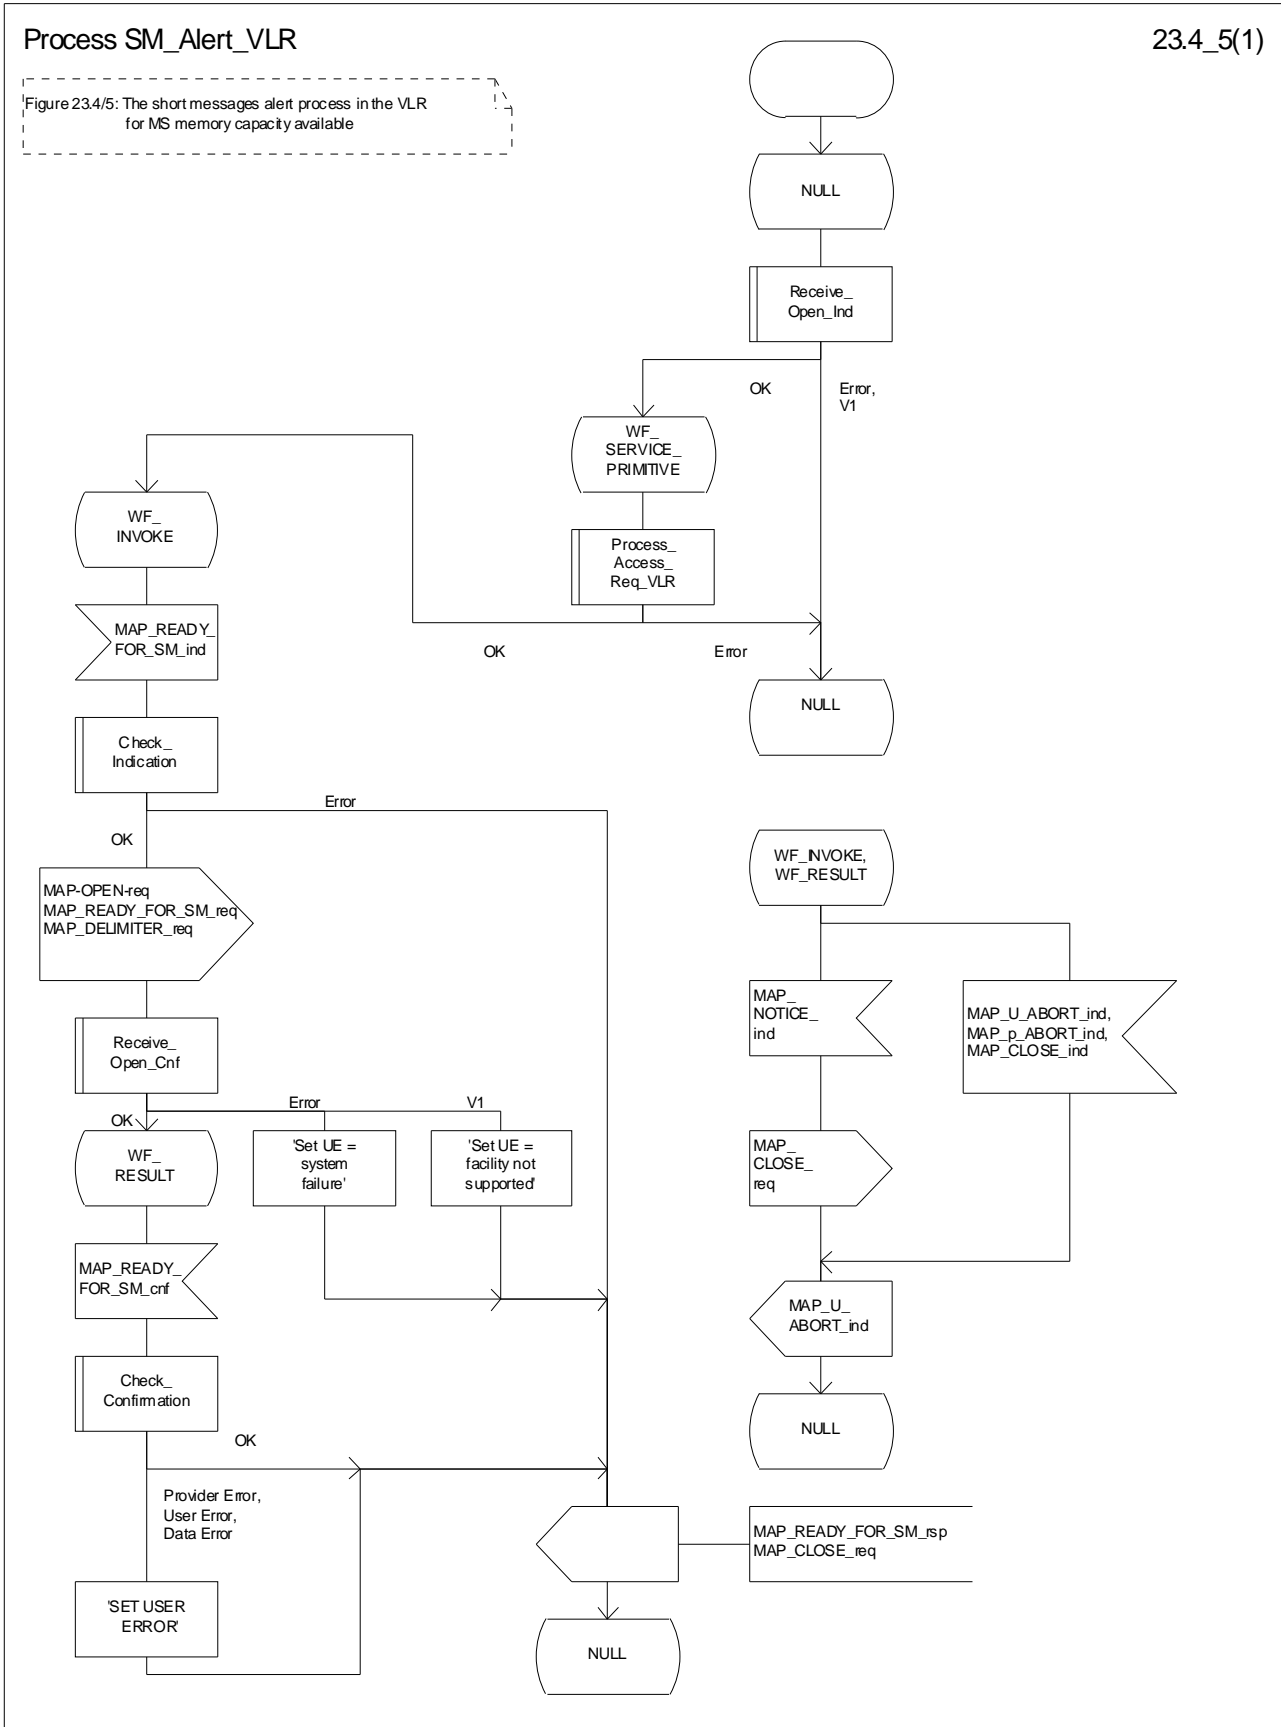 Process SM_Alert_VLR
23.4_5(1)
Figure 23.4/5: The short messages alert process in the VLR
for MS memory capacity available
NULL
Receive_
Open_Ind
OK
Error,
V1
WF_
SERVICE_
PRIMITIVE
WF_
INVOKE
Process_
Access_
Req_VLR
MAP_READY_
FOR_SM_ind
OK
Error
NULL
Check_
Indication
Error
OK
WF_INVOKE,
WF_RESULT
MAP-OPEN-req
MAP_READY_FOR_SM_req
MAP_DELIMITER_req
MAP_
NOTICE_
ind
MAP_U_ABORT_ind,
MAP_p_ABORT_ind,
MAP_CLOSE_ind
Receive_
Open_Cnf
Error
V1
OK
WF_
RESULT
'Set UE =
system
failure'
'Set UE =
facility not
supported'
MAP_
CLOSE_
req
MAP_READY_
FOR_SM_cnf
MAP_U_
ABORT_ind
Check_
Confirmation
NULL
OK
Provider Error,
User Error,
Data Error
MAP_READY_FOR_SM_rsp
MAP_CLOSE_req
'SET USER
ERROR'
NULL